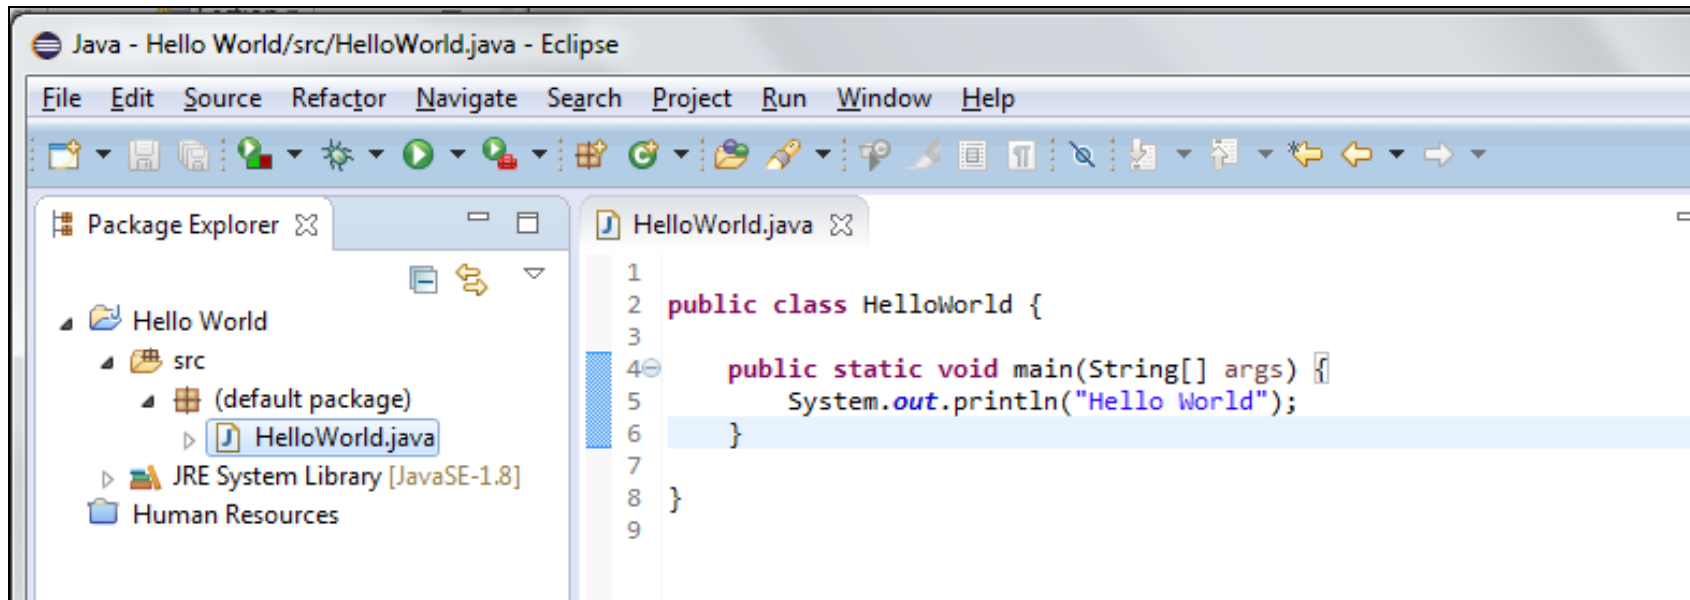 Java - Hello World/src/HelloWorld.java - Eclipse
File Edit Source Refactor Navigate Search Project Run Window Help
Package Explorer
Hello World
src
(default package)
HelloWorld.java
JRE System Library [JavaSE-1.8]
Human Resources
HelloWorld.java
1
2 public class HelloWorld {
3
4 public static void main(String[] args) {
5 System.out.println("Hello World");
6 }
7
8 }
9